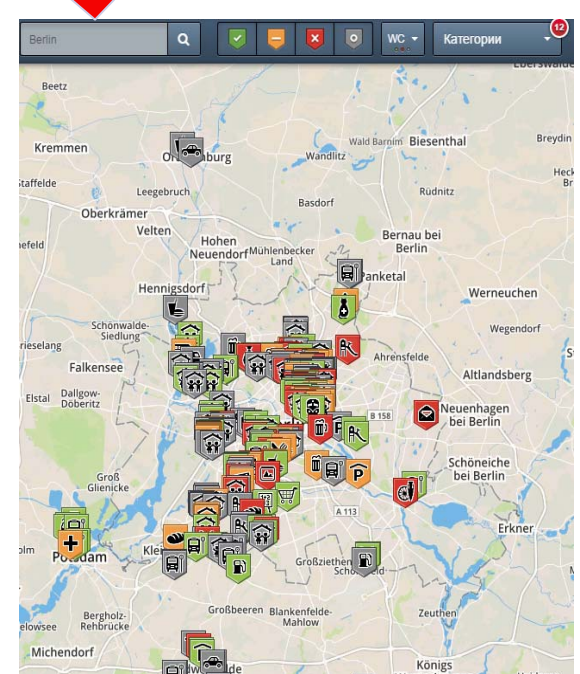 Berlin
WC
Категории
12
Eberswalde
Beetz
Kremmen
Wald Barnim
Biesenthal
Breydin
Wandlitz
Staffelde
Leegebruch
Rüdnitz
Basdorf
Oberkrämer
Velten
Bernau bei
Berlin
Hohen
Neuendorf
Mühlenbecker
Land
Panketal
Hennigsdorf
Werneuchen
Schönwalde-
Siedlung
Wegendorf
Falkensee
Ahrensfelde
Altlandsberg
Elstal
Dallgow-
Döberitz
B 158
Neuenhagen
bei Berlin
Schöneiche
bei Berlin
Groß
Glienicke
A 113
Erkner
Potsdam
Großziethen
Großbeeren
Blankenfelde-
Mahlow
Bergholz-
Rehbrücke
Zeuthen
Michendorf
Königs